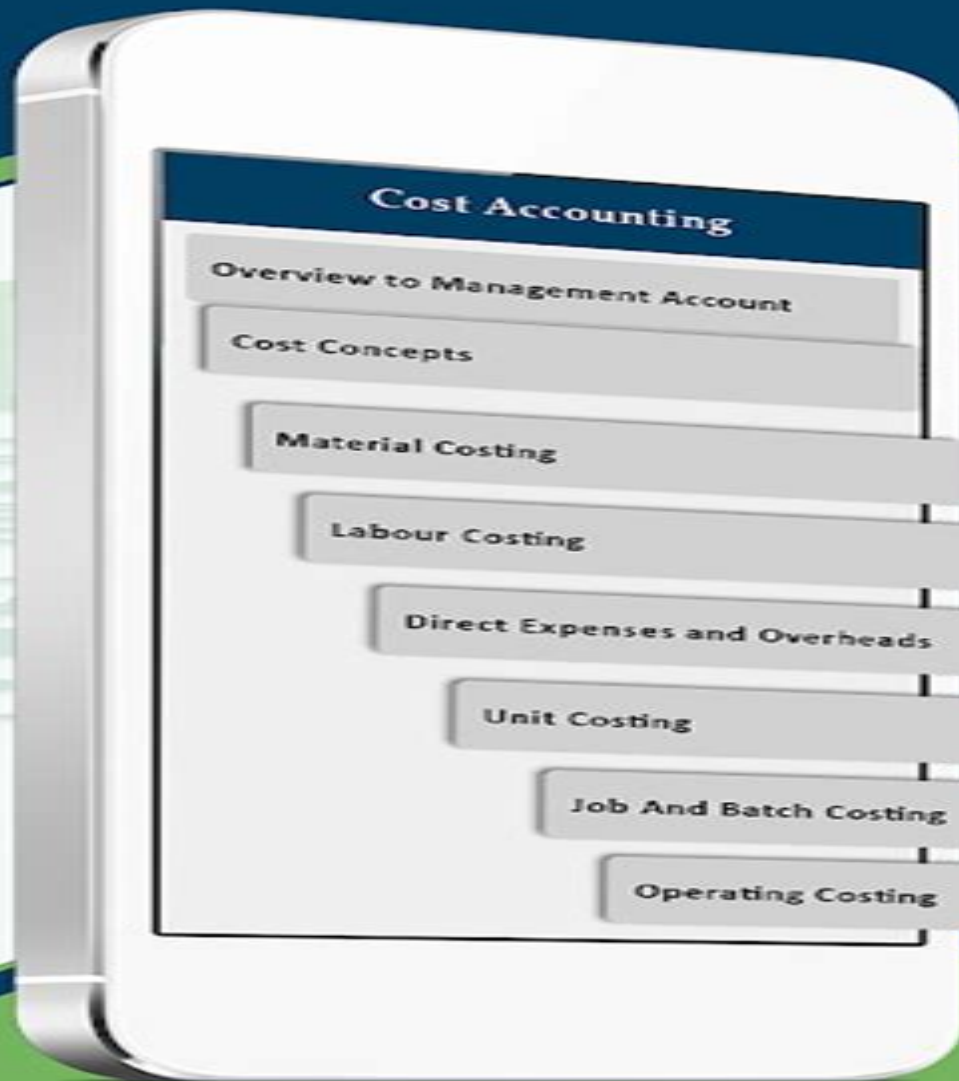 Cost Accounting
Overview to Management Account
Cost Concepts
Material Costing
Labour Costing
Direct Expenses and Overheads
Unit Costing
Job And Batch Costing
Operating Costing